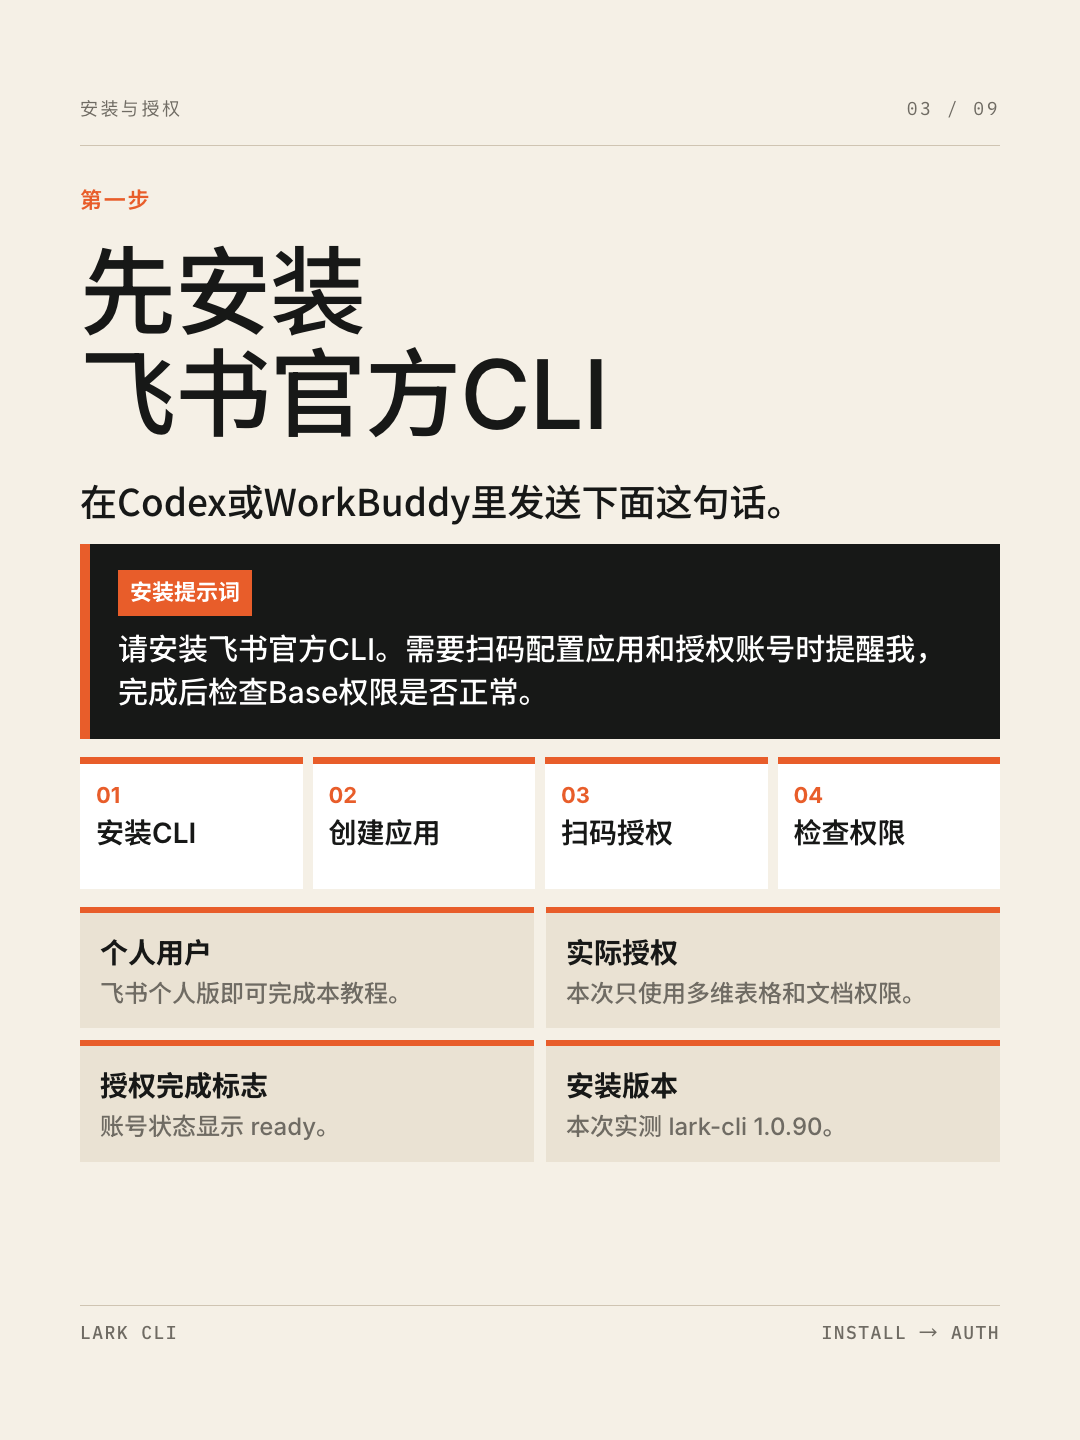 安装与授权
03 / 09
第一步
先安装
飞书官方CLI
在Codex或WorkBuddy里发送下面这句话。
安装提示词
请安装飞书官方CLI。需要扫码配置应用和授权账号时提醒我，
完成后检查Base权限是否正常。
01
安装CLI
02
创建应用
03
扫码授权
04
检查权限
个人用户
飞书个人版即可完成本教程。
实际授权
本次只使用多维表格和文档权限。
授权完成标志
账号状态显示 ready。
安装版本
本次实测 lark-cli 1.0.90。
LARK CLI
INSTALL → AUTH